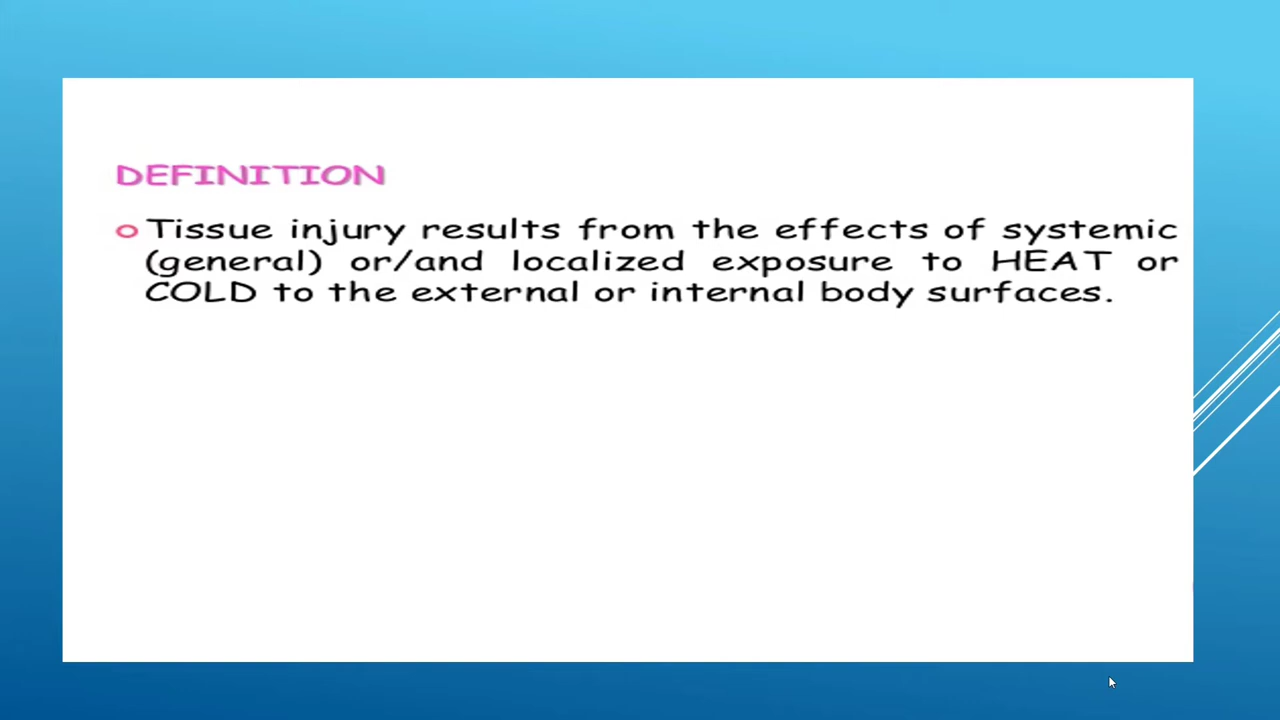 DEFINITION
Tissue injury results from the effects of systemic
(general) or/and localized exposure to HEAT or
COLD to the external or internal body surfaces.